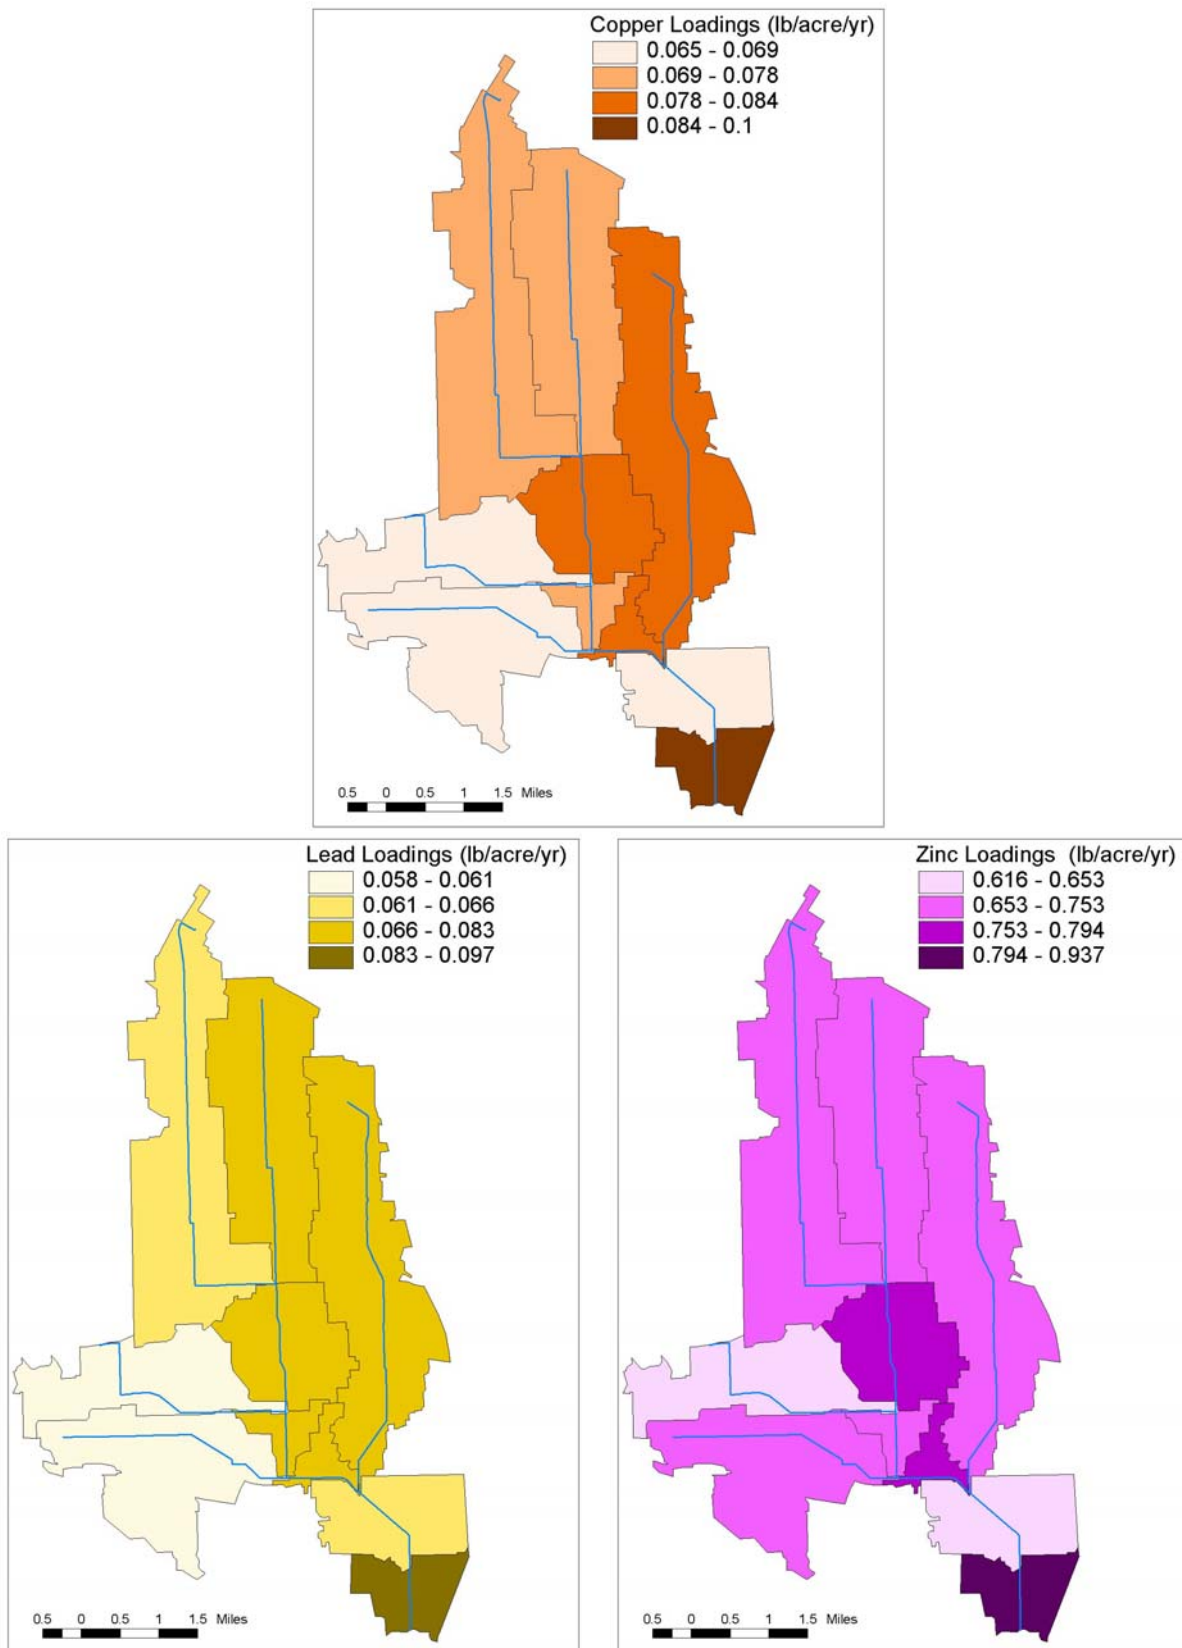 Copper Loadings (lb/acre/yr)
0.065 - 0.069
0.069 - 0.078
0.078 - 0.084
0.084 - 0.1
0.5 0 0.5 1 1.5 Miles
Lead Loadings (lb/acre/yr)
0.058 - 0.061
0.061 - 0.066
0.066 - 0.083
0.083 - 0.097
0.5 0 0.5 1 1.5 Miles
Zinc Loadings (lb/acre/yr)
0.616 - 0.653
0.653 - 0.753
0.753 - 0.794
0.794 - 0.937
0.5 0 0.5 1 1.5 Miles